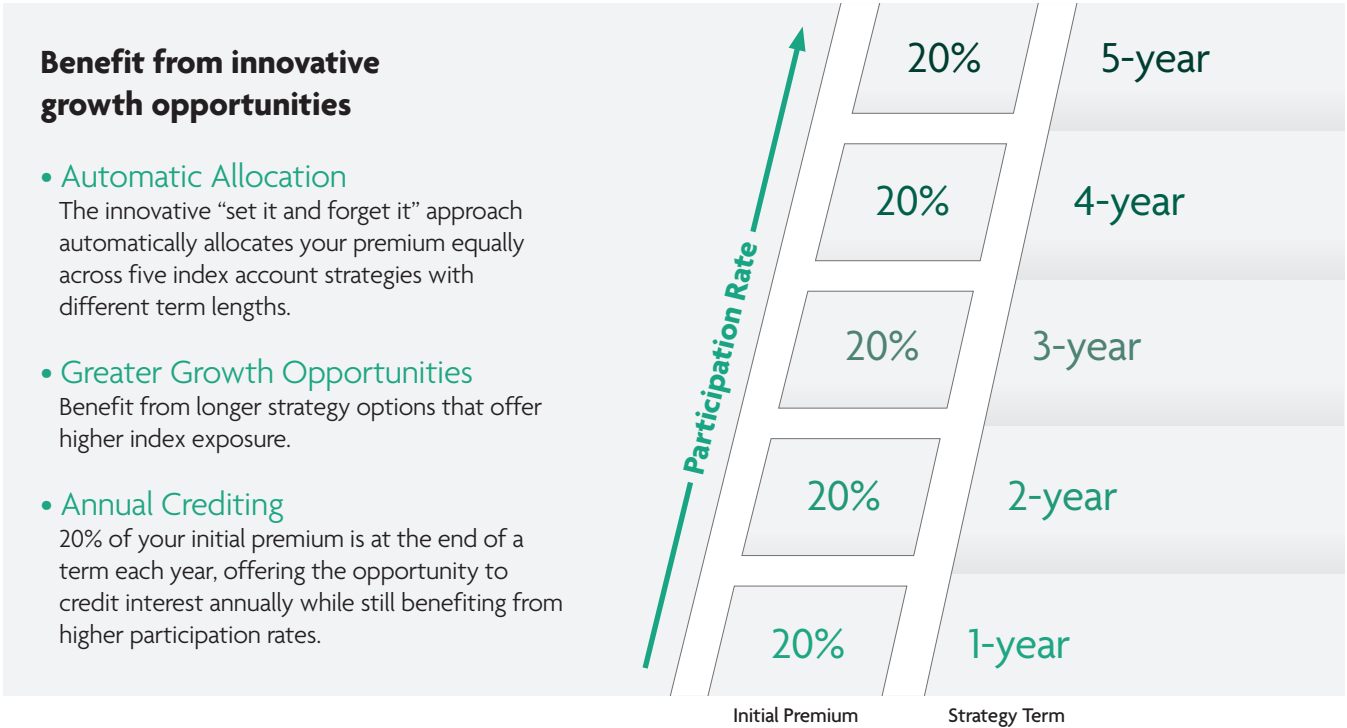 Benefit from innovative
growth opportunities
• Automatic Allocation
The innovative “set it and forget it” approach
automatically allocates your premium equally
across five index account strategies with
different term lengths.
• Greater Growth Opportunities
Benefit from longer strategy options that offer
higher index exposure.
• Annual Crediting
20% of your initial premium is at the end of a
term each year, offering the opportunity to
credit interest annually while still benefiting from
higher participation rates.
Participation Rate
20% 5-year
20% 4-year
20% 3-year
20% 2-year
20% 1-year
Initial Premium Strategy Term